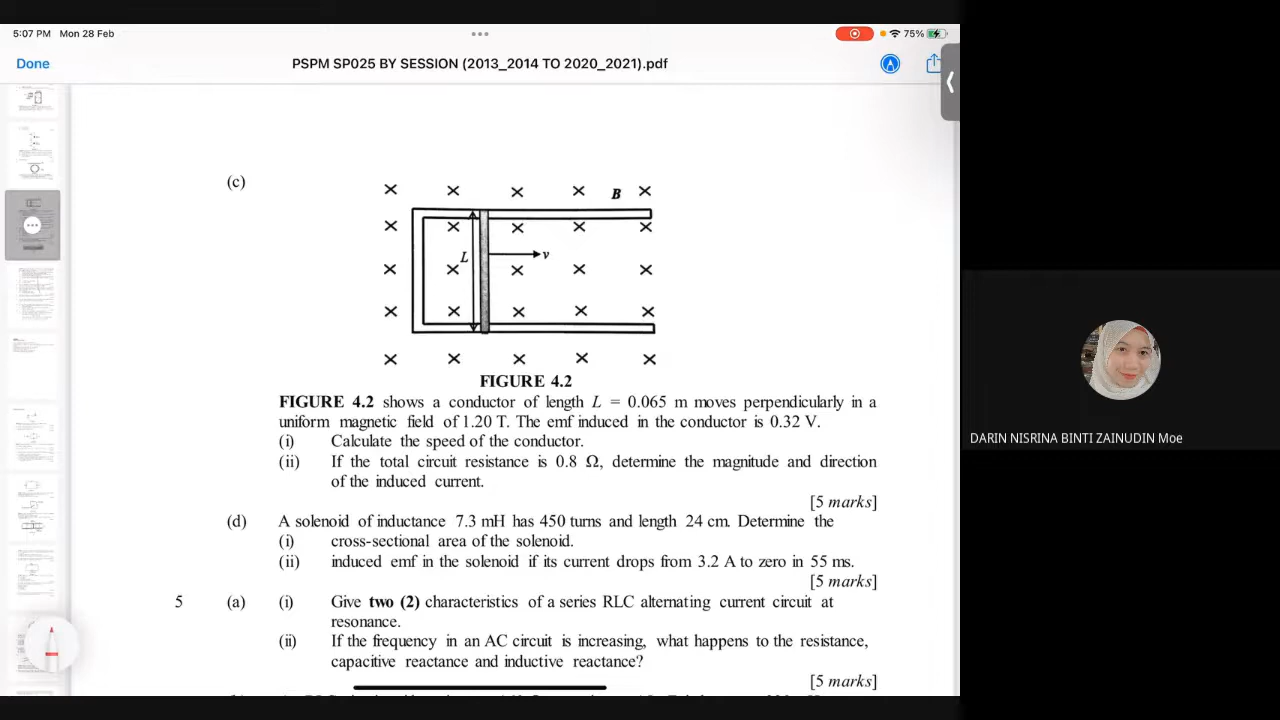 5:07 PM Mon 28 Feb
75%
Done
PSPM SP025 BY SESSION (2013_2014 TO 2020_2021).pdf
(c)
B
L
v
FIGURE 4.2
FIGURE 4.2 shows a conductor of length L = 0.065 m moves perpendicularly in a
uniform magnetic field of 1.20 T. The emf induced in the conductor is 0.32 V.
(i) Calculate the speed of the conductor.
(ii) If the total circuit resistance is 0.8 Ω, determine the magnitude and direction
of the induced current.
[5 marks]
(d) A solenoid of inductance 7.3 mH has 450 turns and length 24 cm. Determine the
(i) cross-sectional area of the solenoid.
(ii) induced emf in the solenoid if its current drops from 3.2 A to zero in 55 ms.
[5 marks]
5 (a) (i) Give two (2) characteristics of a series RLC alternating current circuit at
resonance.
(ii) If the frequency in an AC circuit is increasing, what happens to the resistance,
capacitive reactance and inductive reactance?
[5 marks]
DARIN NISRINA BINTI ZAINUDIN Moe